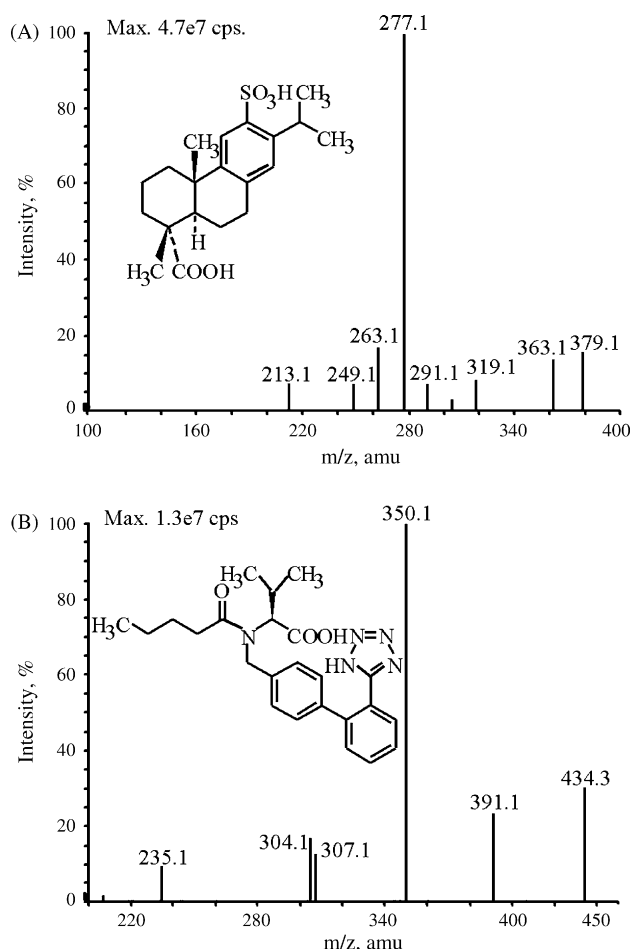 (A)
Max. 4.7e7 cps.
277.1
100
80
60
40
20
0
Intensity, %
SO3HCH3
CH3
CH3
H
H3C COOH
263.1
213.1
249.1
291.1
319.1
363.1
379.1
100
160
220
280
340
400
m/z, amu
(B)
Max. 1.3e7 cps
350.1
100
80
60
40
20
0
Intensity, %
H3C CH3
O
H3C
N
COOH
N=N
HN N
235.1
304.1
307.1
391.1
434.3
220
280
340
400
450
m/z, amu